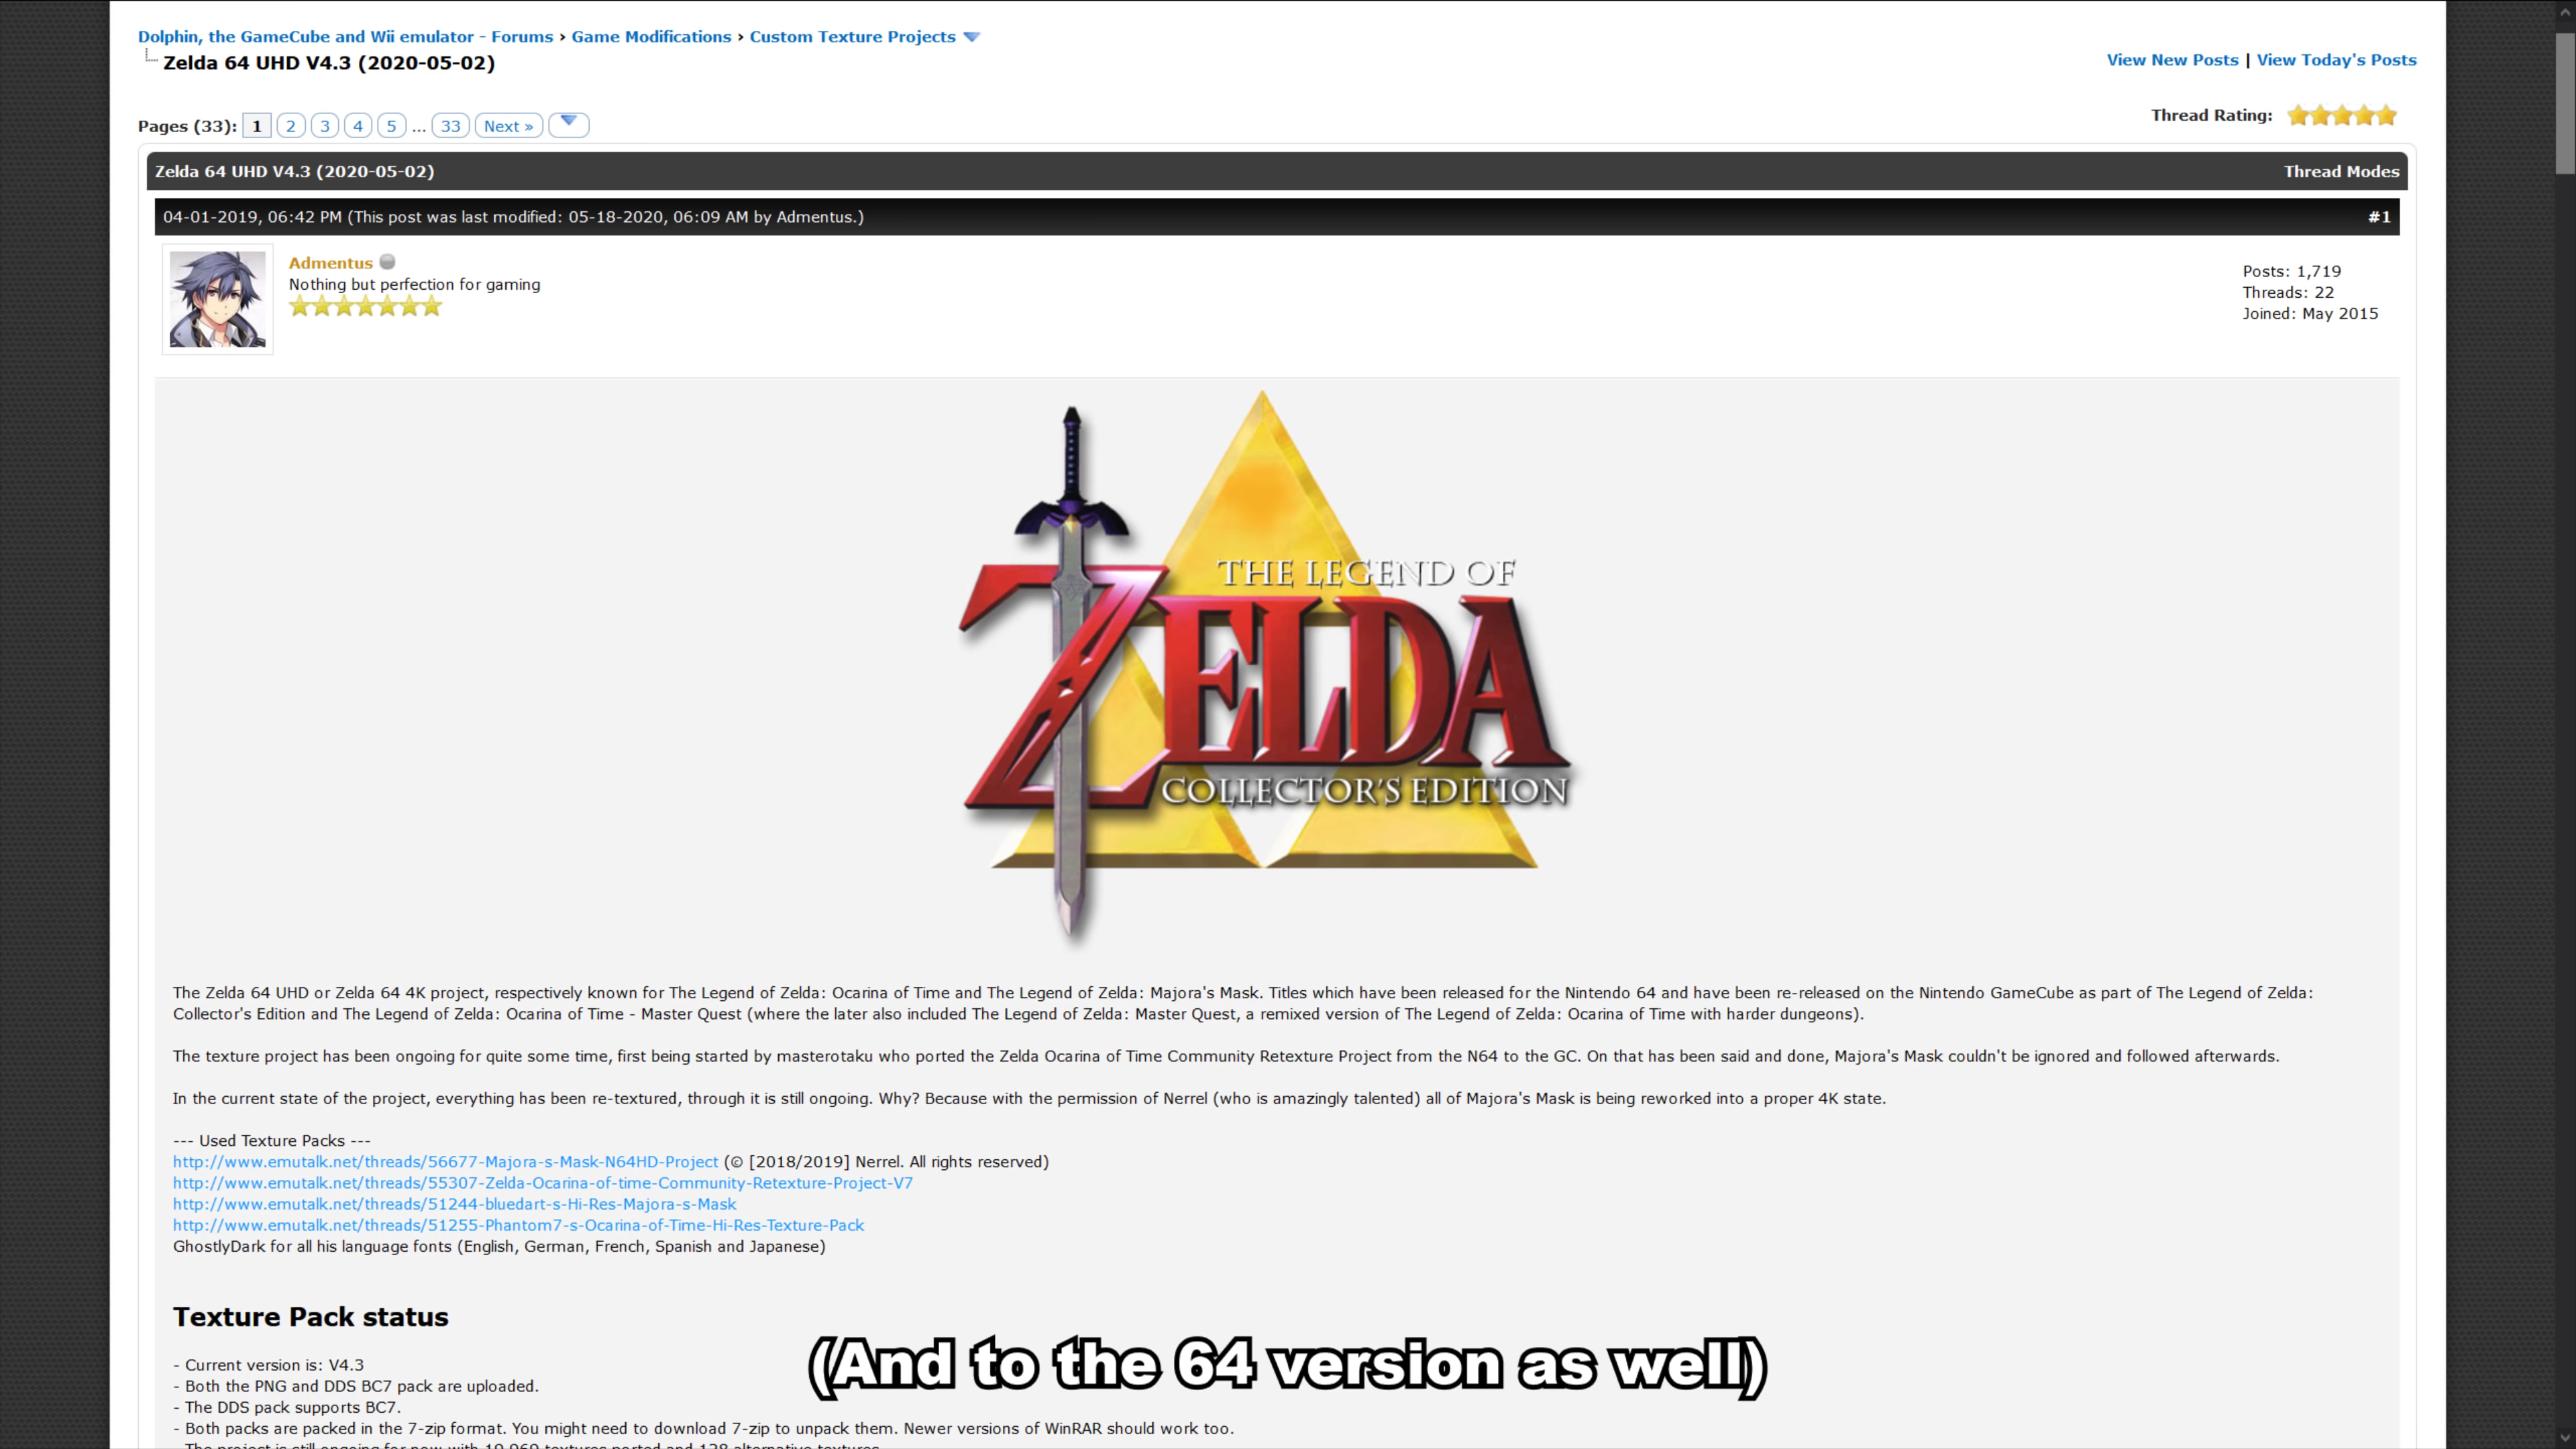 Dolphin, the GameCube and Wii emulator - Forums › Game Modifications › Custom Texture Projects
Zelda 64 UHD V4.3 (2020-05-02)
View New Posts | View Today's Posts
Pages (33): 1 2 3 4 5 ... 33 Next »
Thread Rating:
Zelda 64 UHD V4.3 (2020-05-02) Thread Modes
04-01-2019, 06:42 PM (This post was last modified: 05-18-2020, 06:09 AM by Admentus.) #1
Admentus
Nothing but perfection for gaming
Posts: 1,719
Threads: 22
Joined: May 2015
THE LEGEND OF
ZELDA
COLLECTOR'S EDITION
The Zelda 64 UHD or Zelda 64 4K project, respectively known for The Legend of Zelda: Ocarina of Time and The Legend of Zelda: Majora's Mask. Titles which have been released for the Nintendo 64 and have been re-released on the Nintendo GameCube as part of The Legend of Zelda:
Collector's Edition and The Legend of Zelda: Ocarina of Time - Master Quest (where the later also included The Legend of Zelda: Master Quest, a remixed version of The Legend of Zelda: Ocarina of Time with harder dungeons).
The texture project has been ongoing for quite some time, first being started by masterotaku who ported the Zelda Ocarina of Time Community Retexture Project from the N64 to the GC. On that has been said and done, Majora's Mask couldn't be ignored and followed afterwards.
In the current state of the project, everything has been re-textured, through it is still ongoing. Why? Because with the permission of Nerrel (who is amazingly talented) all of Majora's Mask is being reworked into a proper 4K state.
--- Used Texture Packs ---
http://www.emutalk.net/threads/56677-Majora-s-Mask-N64HD-Project (© [2018/2019] Nerrel. All rights reserved)
http://www.emutalk.net/threads/55307-Zelda-Ocarina-of-time-Community-Retexture-Project-V7
http://www.emutalk.net/threads/51244-bluedart-s-Hi-Res-Majora-s-Mask
http://www.emutalk.net/threads/51255-Phantom7-s-Ocarina-of-Time-Hi-Res-Texture-Pack
GhostlyDark for all his language fonts (English, German, French, Spanish and Japanese)
Texture Pack status
(And to the 64 version as well)
- Current version is: V4.3
- Both the PNG and DDS BC7 pack are uploaded.
- The DDS pack supports BC7.
- Both packs are packed in the 7-zip format. You might need to download 7-zip to unpack them. Newer versions of WinRAR should work too.
- The project is still ongoing for now with 19,969 textures ported and 128 alternative textures